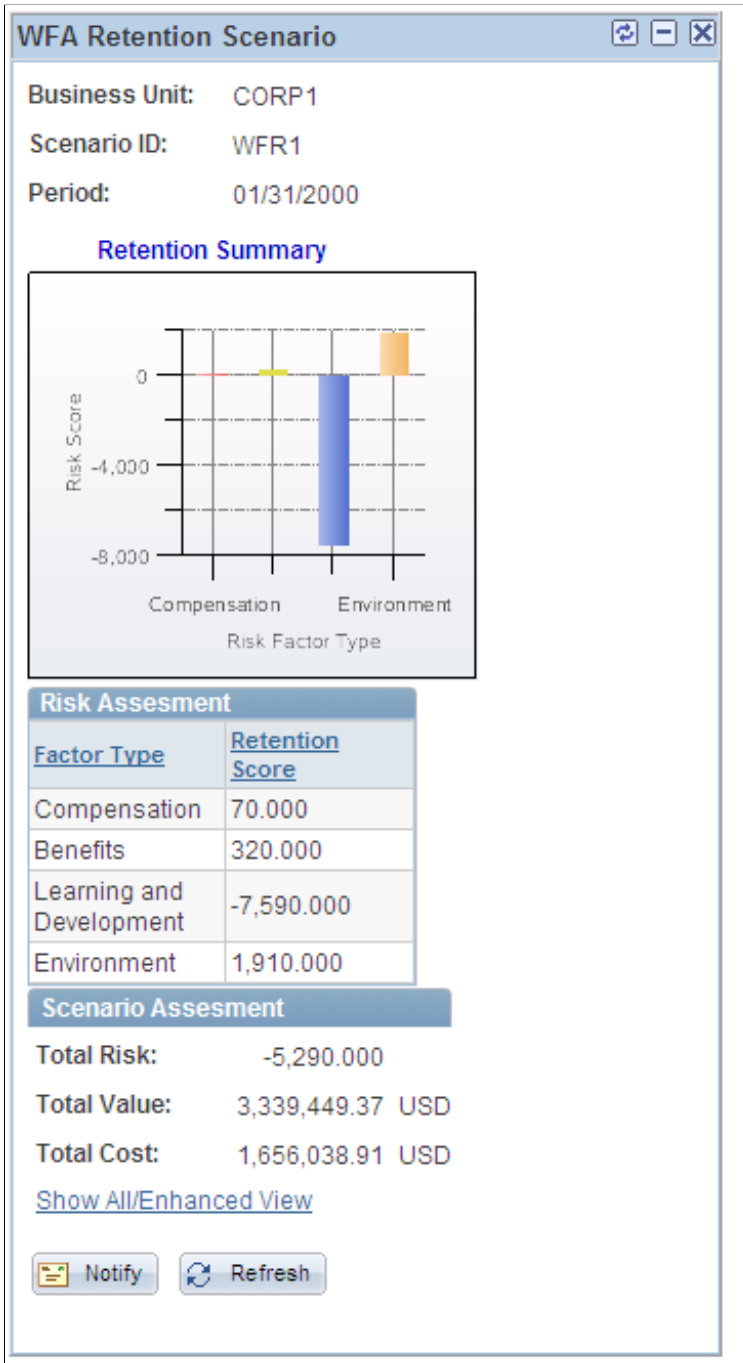 WFA Retention Scenario
Business Unit: CORP1
Scenario ID: WFR1
Period: 01/31/2000
Retention Summary
0
-4,000
-8,000
Risk Score
Compensation Environment
Risk Factor Type
Risk Assesment
Factor Type Retention
Score
Compensation 70.000
Benefits 320.000
Learning and
Development -7,590.000
Environment 1,910.000
Scenario Assesment
Total Risk: -5,290.000
Total Value: 3,339,449.37 USD
Total Cost: 1,656,038.91 USD
Show All/Enhanced View
Notify Refresh